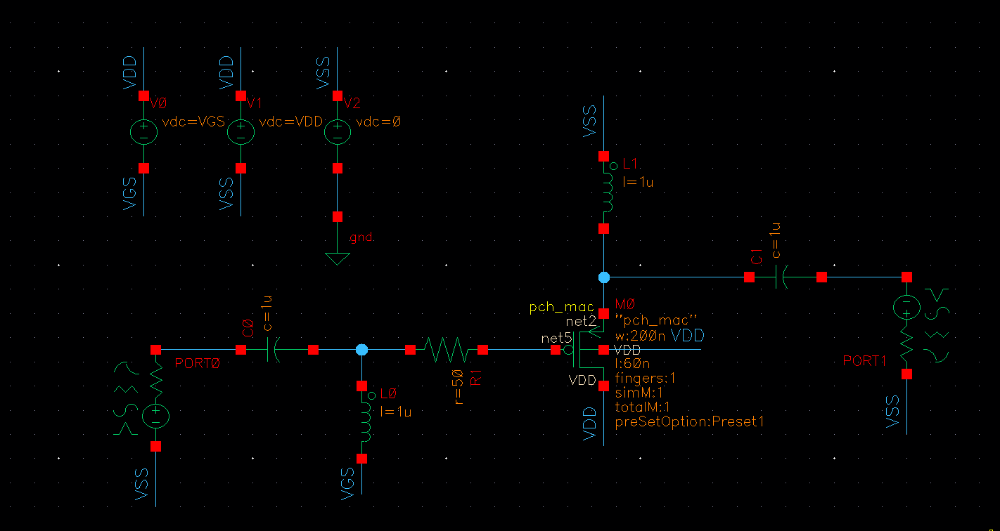 VDD
VDD
VSS
V0
V1
V2
vdc=VGS
vdc=VDD
vdc=0
VGS
VSS
gnd
VSS
L1
l=1u
C1
c=1u
C0
c=1u
PORT0
VSS
L0
l=1u
VGS
r=50
R1
pch_mac
M0
net2
"pch_mac"
net5
w:200n
VDD
VDD
l:60n
VDD
fingers:1
simM:1
totalM:1
preSetOption:Preset1
VDD
PORT1
VSS